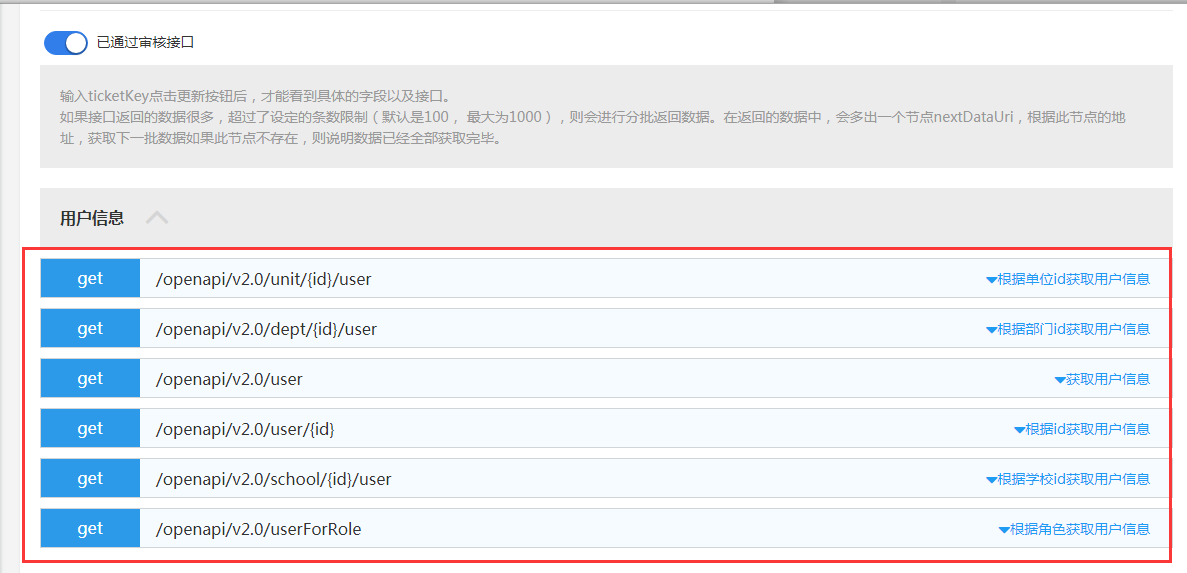 已通过审核接口
输入ticketKey点击更新按钮后，才能看到具体的字段以及接口。
如果接口返回的数据很多，超过了设定的条数限制（默认是100， 最大为1000），则会进行分批返回数据。在返回的数据中，会多出一个节点nextDataUri，根据此节点的地
址，获取下一批数据如果此节点不存在，则说明数据已经全部获取完毕。
用户信息
get /openapi/v2.0/unit/{id}/user 根据单位id获取用户信息
get /openapi/v2.0/dept/{id}/user 根据部门id获取用户信息
get /openapi/v2.0/user 获取用户信息
get /openapi/v2.0/user/{id} 根据id获取用户信息
get /openapi/v2.0/school/{id}/user 根据学校id获取用户信息
get /openapi/v2.0/userForRole 根据角色获取用户信息